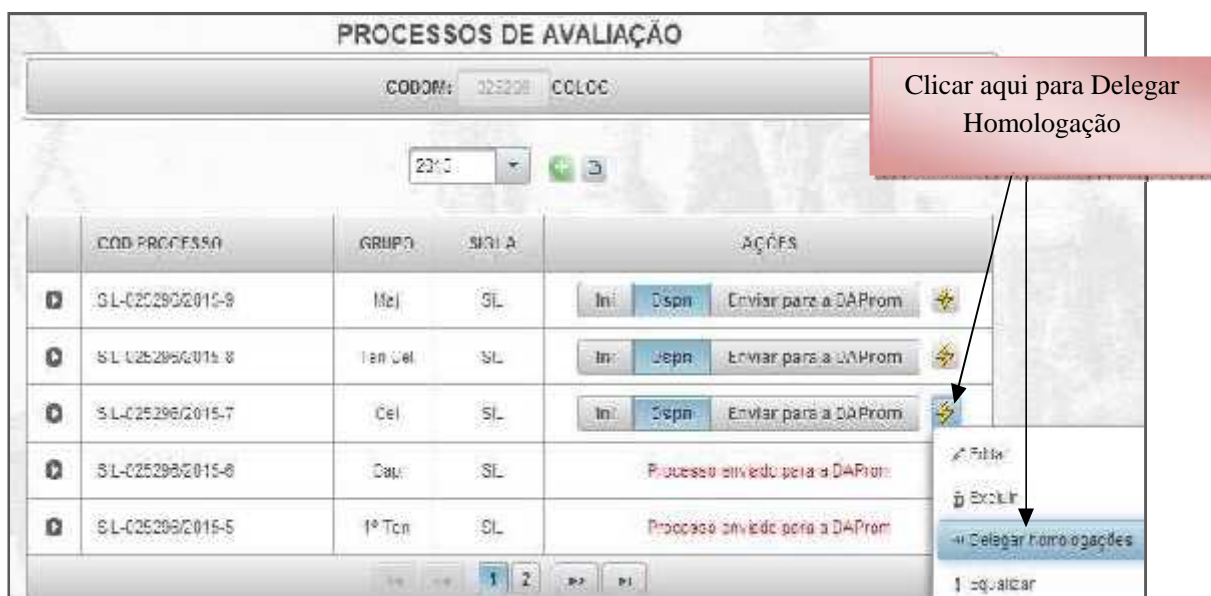 PROCESSOS DE AVALIAÇÃO
CODOM:
Clicar aqui para Delegar
Homologação
COD PROCESSO GRUPO SIGLA AÇÕES
SL-025296/2015-9 Maj SL Ini Dspn Enviar para a DAProm
SL-025296/2015-8 Ten Cel SL Ini Dspn Enviar para a DAProm
SL-025296/2015-7 Cel SL Ini Dspn Enviar para a DAProm
SL-025296/2015-6 Cap SL Processo enviado para a DAProm
SL-025296/2015-5 1º Ten SL Processo enviado para a DAProm
Editar
Excluir
Delegar homologações
Equalizar
1 2